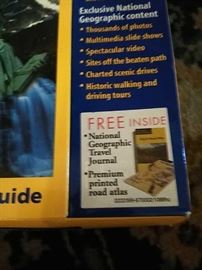 Exclusive National
Geographic content
• Thousands of photos
• Multimedia slide shows
• Spectacular video
• Sites off the beaten path
• Charted scenic drives
• Historic walking and
driving tours
FREE INSIDE
• National
Geographic
Travel
Journal
• Premium
printed
road atlas
uide